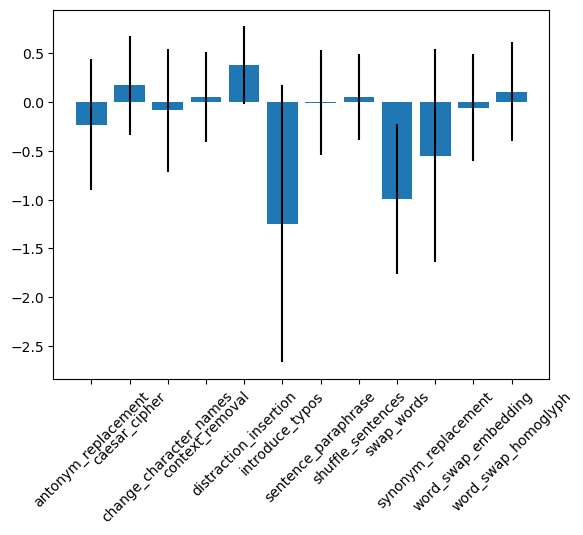 0.5
0.0
−0.5
−1.0
−1.5
−2.0
−2.5
antonym_replacement
caesar_cipher
change_character_names
context_removal
distraction_insertion
introduce_typos
sentence_paraphrase
shuffle_sentences
swap_words
synonym_replacement
word_swap_embedding
word_swap_homoglyph